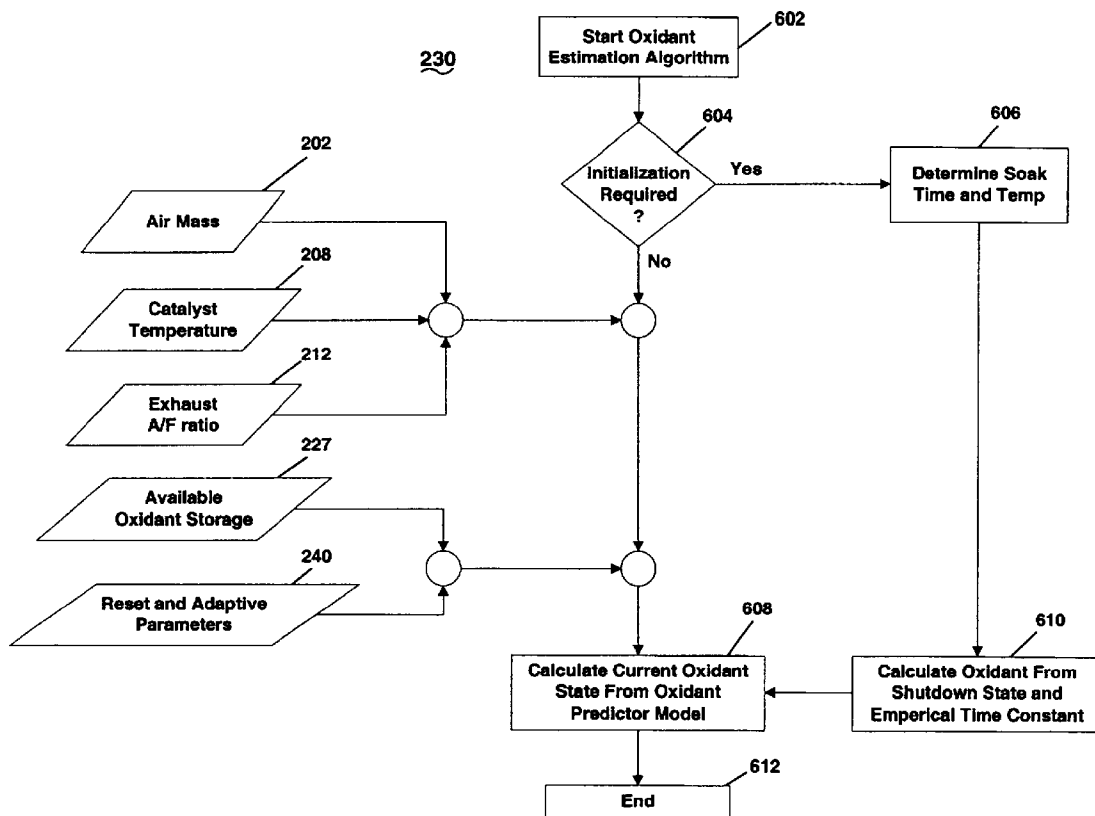 602
Start Oxidant
Estimation Algorithm
230
604
606
Initialization
Required
?
Yes
No
Determine Soak
Time and Temp
202
Air Mass
208
Catalyst
Temperature
212
Exhaust
A/F ratio
227
Available
Oxidant Storage
240
Reset and Adaptive
Parameters
608
Calculate Current Oxidant
State From Oxidant
Predictor Model
610
Calculate Oxidant From
Shutdown State and
Emperical Time Constant
612
End